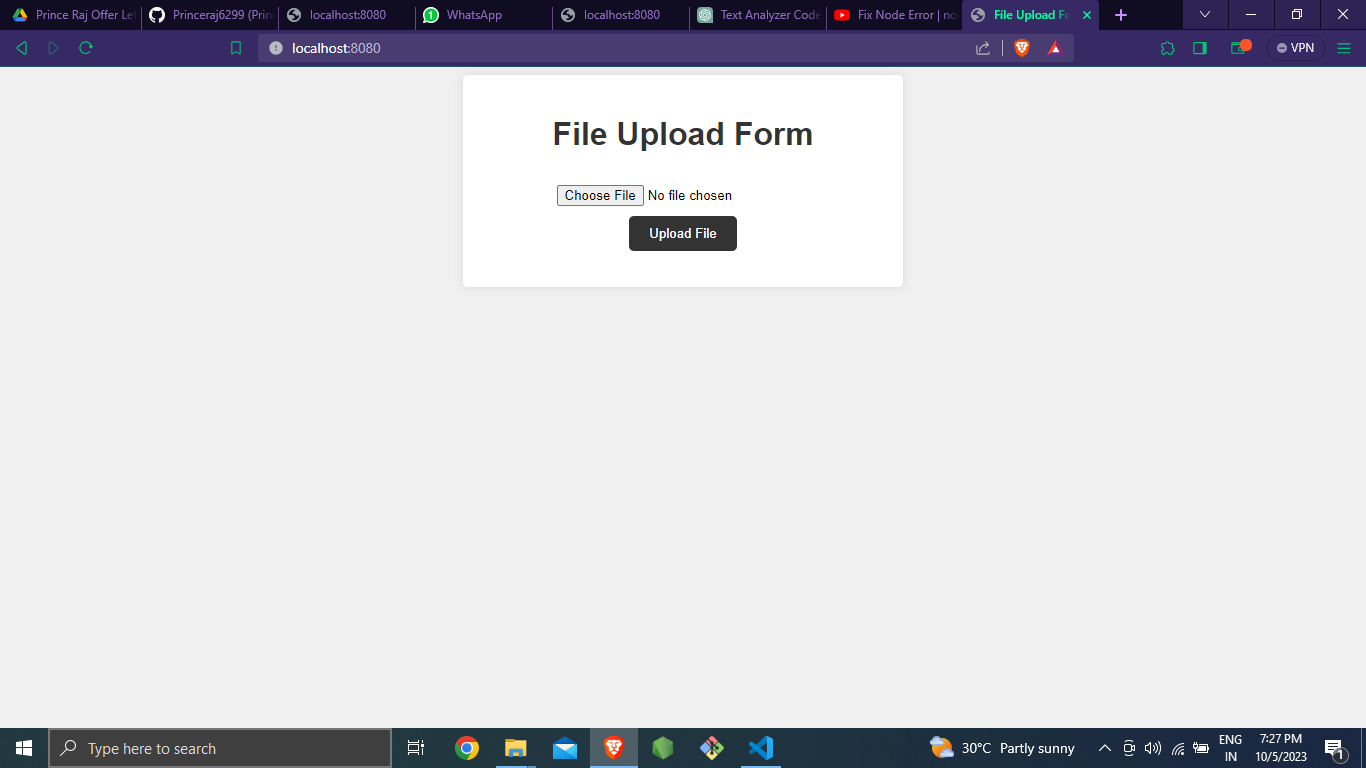 Prince Raj Offer Let
Princeraj6299 (Prin
localhost:8080
1
WhatsApp
localhost:8080
Text Analyzer Code
Fix Node Error | no
File Upload Fo
localhost:8080
VPN
File Upload Form
Choose File No file chosen
Upload File
Type here to search
30°C Partly sunny
ENG
IN
7:27 PM
10/5/2023
1